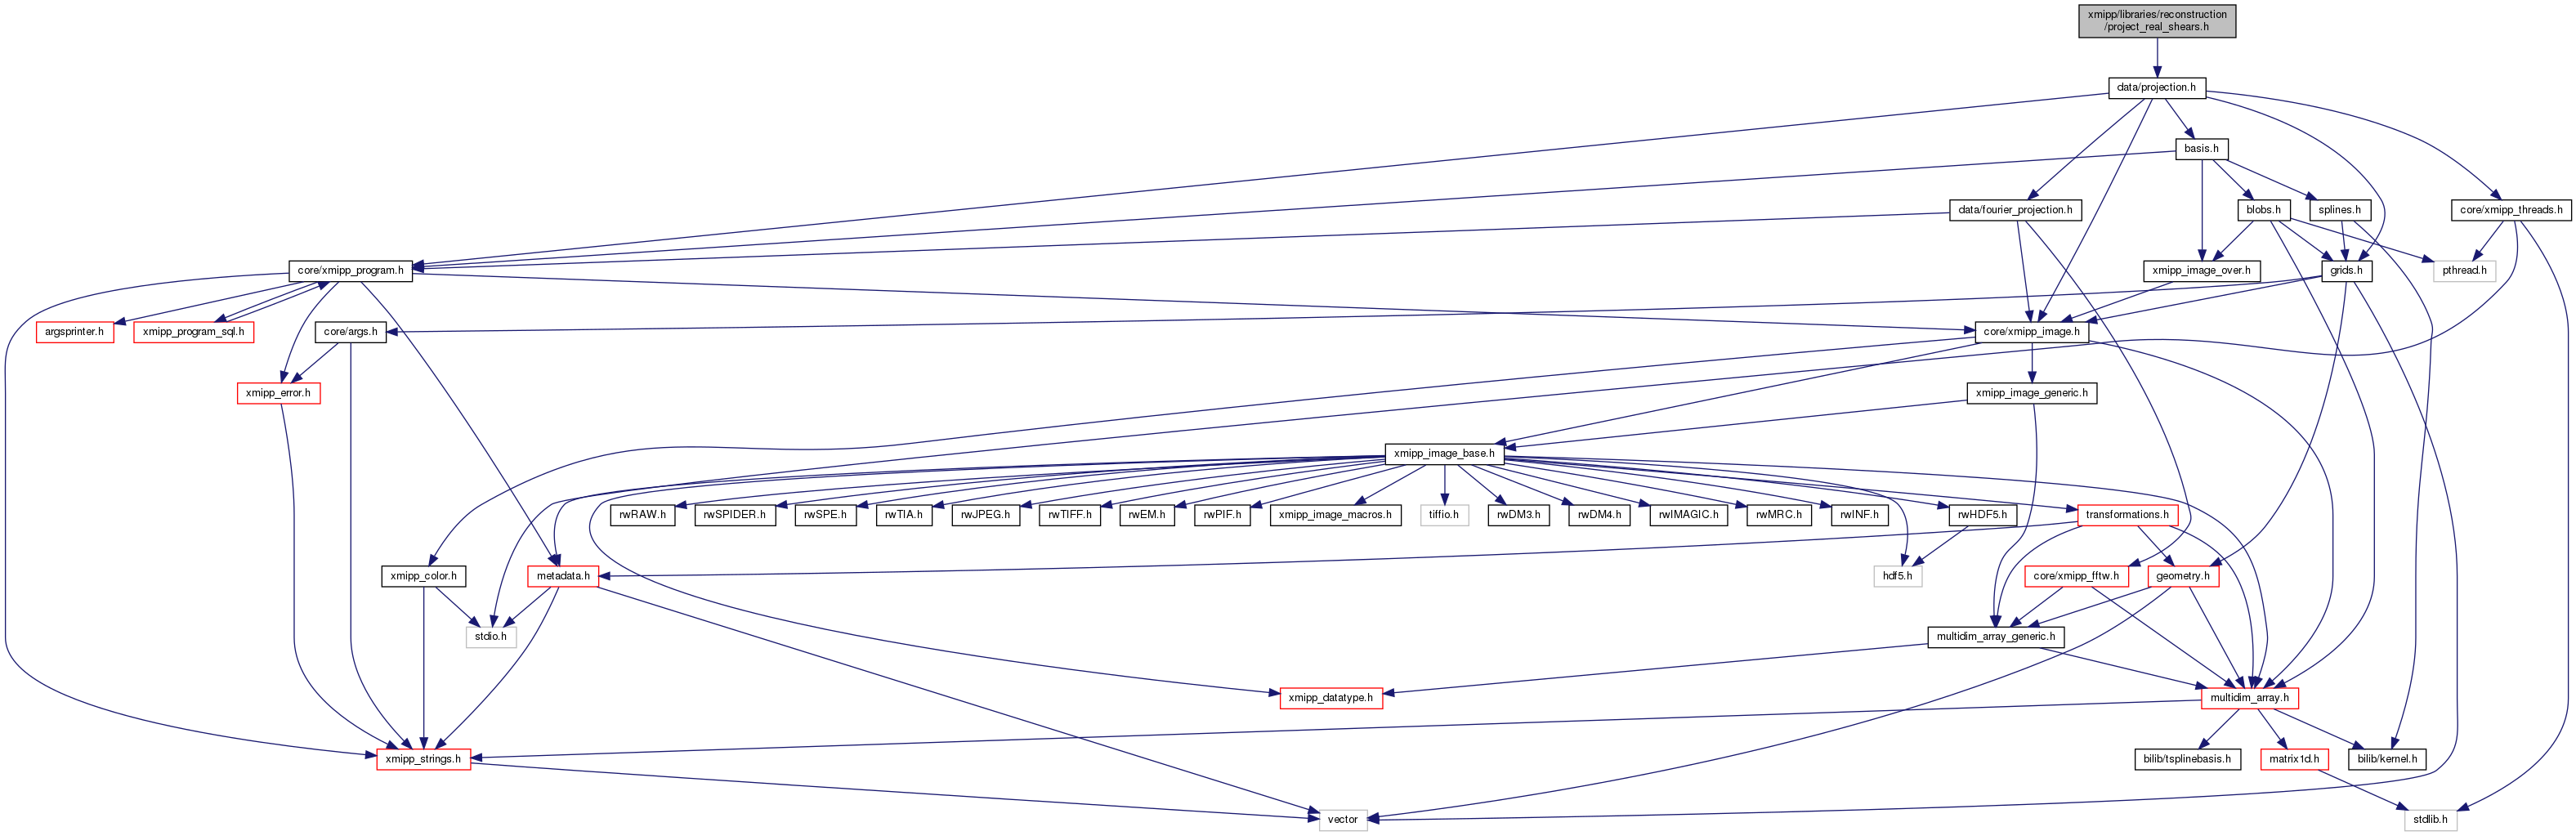 xmipp/libraries/reconstruction
/project_real_shears.h
data/projection.h
basis.h
data/fourier_projection.h
blobs.h
splines.h
core/xmipp_threads.h
core/xmipp_program.h
xmipp_image_over.h
grids.h
pthread.h
argsprinter.h
xmipp_program_sql.h
core/args.h
core/xmipp_image.h
xmipp_error.h
xmipp_image_generic.h
xmipp_image_base.h
rwRAW.h
rwSPIDER.h
rwSPE.h
rwTIA.h
rwJPEG.h
rwTIFF.h
rwEM.h
rwPIF.h
xmipp_image_macros.h
tiffio.h
rwDM3.h
rwDM4.h
rwIMAGIC.h
rwMRC.h
rwINF.h
rwHDF5.h
transformations.h
xmipp_color.h
metadata.h
hdf5.h
core/xmipp_fftw.h
geometry.h
stdio.h
multidim_array_generic.h
xmipp_datatype.h
multidim_array.h
xmipp_strings.h
bilib/tsplinebasis.h
matrix1d.h
bilib/kernel.h
vector
stdlib.h